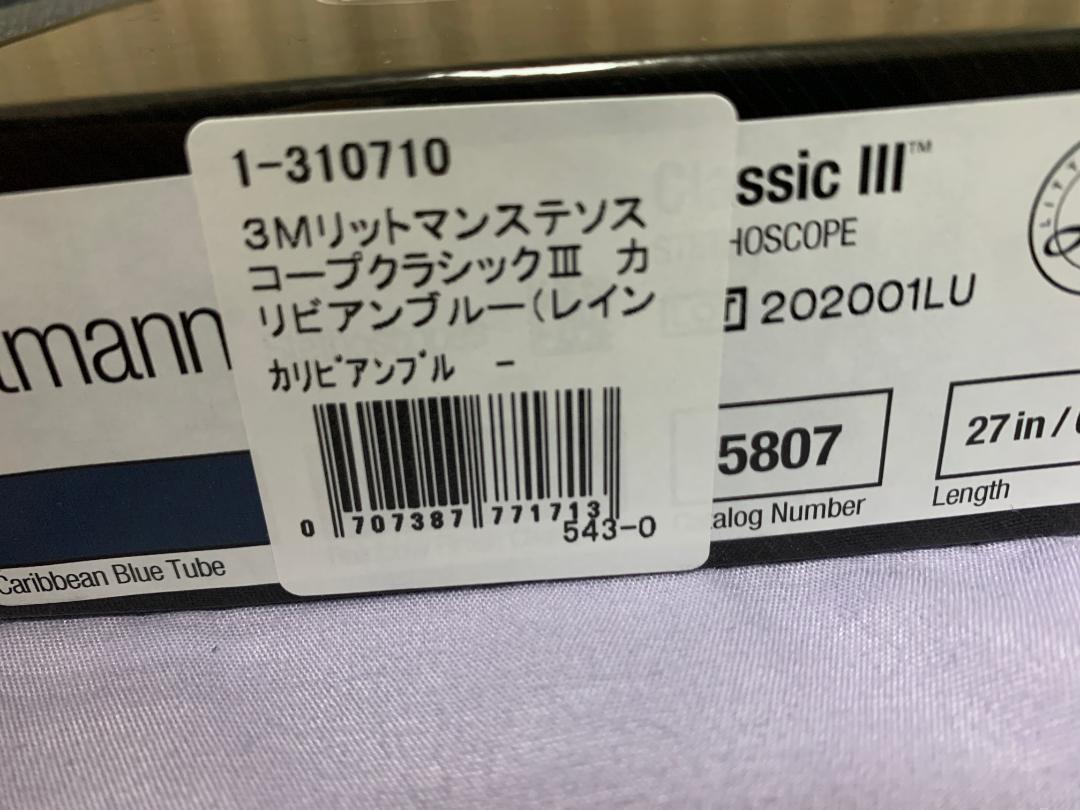 1-310710
3Mリットマンステソス
コープクラシックⅢ カ
リビアンブルー(レイン
カリビアンブル -
0 707387 771713
543-0
ssic III™
HOSCOPE
202001LU
tmann
5807
alog Number
27 in /
Length
Caribbean Blue Tube